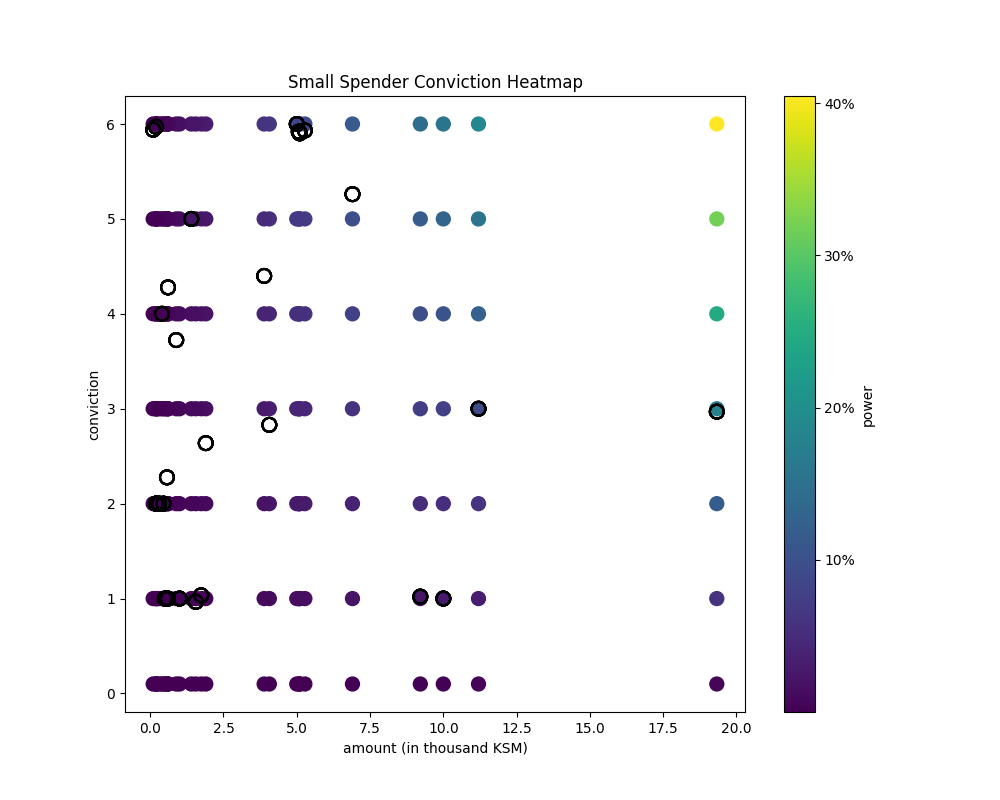 Small Spender Conviction Heatmap
6
5
4
3
2
1
0
conviction
0.0 2.5 5.0 7.5 10.0 12.5 15.0 17.5 20.0
amount (in thousand KSM)
40%
30%
20%
10%
power